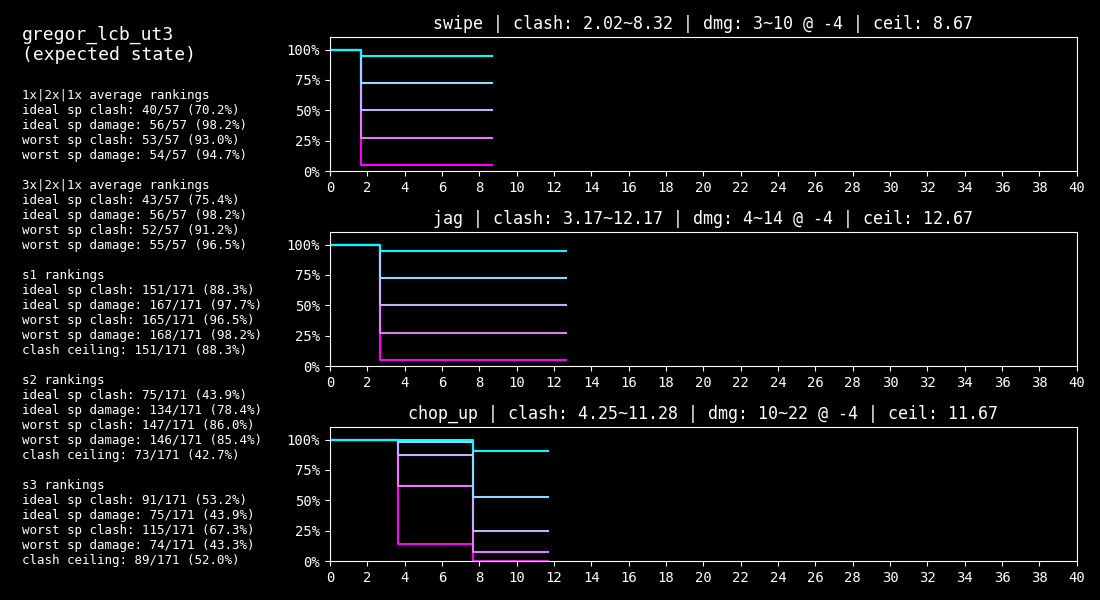 gregor_lcb_ut3
(expected state)
1x|2x|1x average rankings
ideal sp clash: 40/57 (70.2%)
ideal sp damage: 56/57 (98.2%)
worst sp clash: 53/57 (93.0%)
worst sp damage: 54/57 (94.7%)
3x|2x|1x average rankings
ideal sp clash: 43/57 (75.4%)
ideal sp damage: 56/57 (98.2%)
worst sp clash: 52/57 (91.2%)
worst sp damage: 55/57 (96.5%)
s1 rankings
ideal sp clash: 151/171 (88.3%)
ideal sp damage: 167/171 (97.7%)
worst sp clash: 165/171 (96.5%)
worst sp damage: 168/171 (98.2%)
clash ceiling: 151/171 (88.3%)
s2 rankings
ideal sp clash: 75/171 (43.9%)
ideal sp damage: 134/171 (78.4%)
worst sp clash: 147/171 (86.0%)
worst sp damage: 146/171 (85.4%)
clash ceiling: 73/171 (42.7%)
s3 rankings
ideal sp clash: 91/171 (53.2%)
ideal sp damage: 75/171 (43.9%)
worst sp clash: 115/171 (67.3%)
worst sp damage: 74/171 (43.3%)
clash ceiling: 89/171 (52.0%)
swipe | clash: 2.02~8.32 | dmg: 3~10 @ -4 | ceil: 8.67
100%
75%
50%
25%
0%
0 2 4 6 8 10 12 14 16 18 20 22 24 26 28 30 32 34 36 38 40
jag | clash: 3.17~12.17 | dmg: 4~14 @ -4 | ceil: 12.67
100%
75%
50%
25%
0%
0 2 4 6 8 10 12 14 16 18 20 22 24 26 28 30 32 34 36 38 40
chop_up | clash: 4.25~11.28 | dmg: 10~22 @ -4 | ceil: 11.67
100%
75%
50%
25%
0%
0 2 4 6 8 10 12 14 16 18 20 22 24 26 28 30 32 34 36 38 40